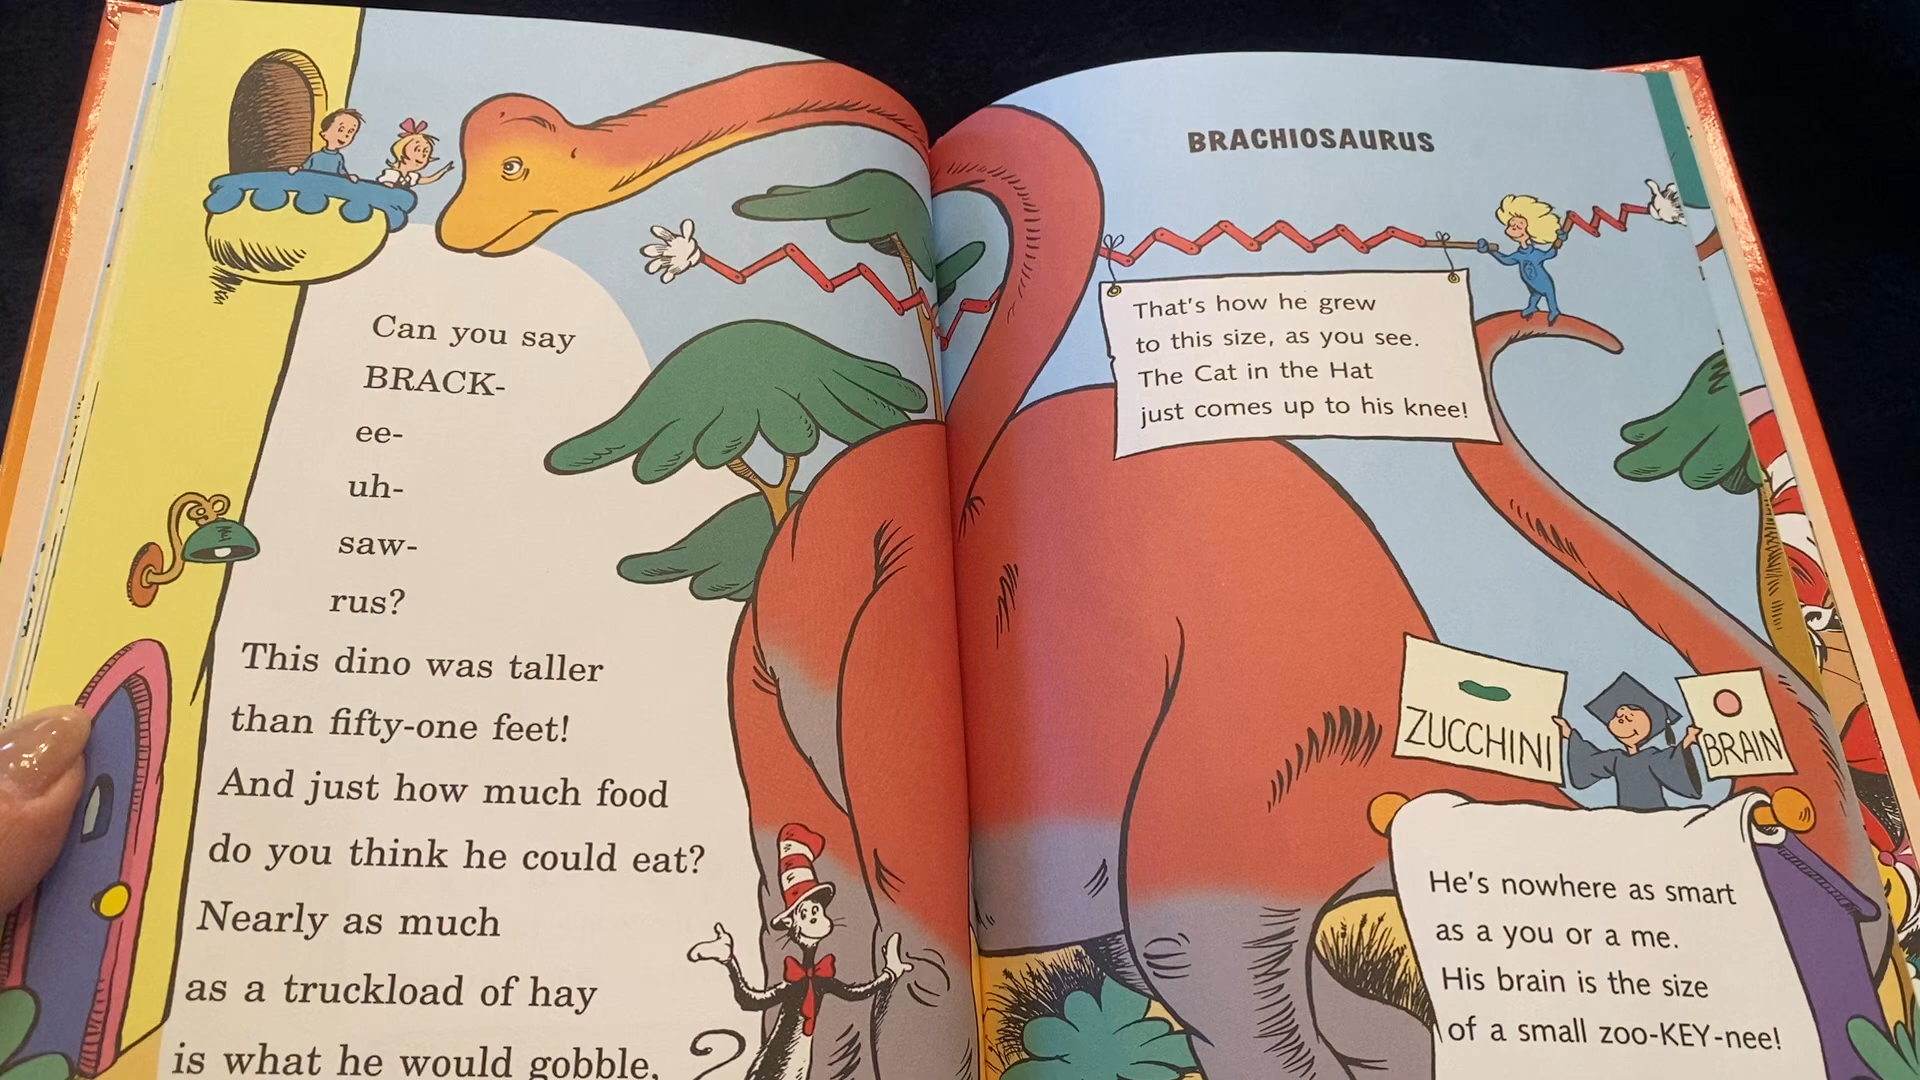 Can you say
BRACK-
ee-
uh-
saw-
rus?
This dino was taller
than fifty-one feet!
And just how much food
do you think he could eat?
Nearly as much
as a truckload of hay
is what he would gobble,
BRACHIOSAURUS
That's how he grew
to this size, as you see.
The Cat in the Hat
just comes up to his knee!
ZUCCHINI
BRAIN
He's nowhere as smart
as a you or a me.
His brain is the size
of a small zoo-KEY-nee!